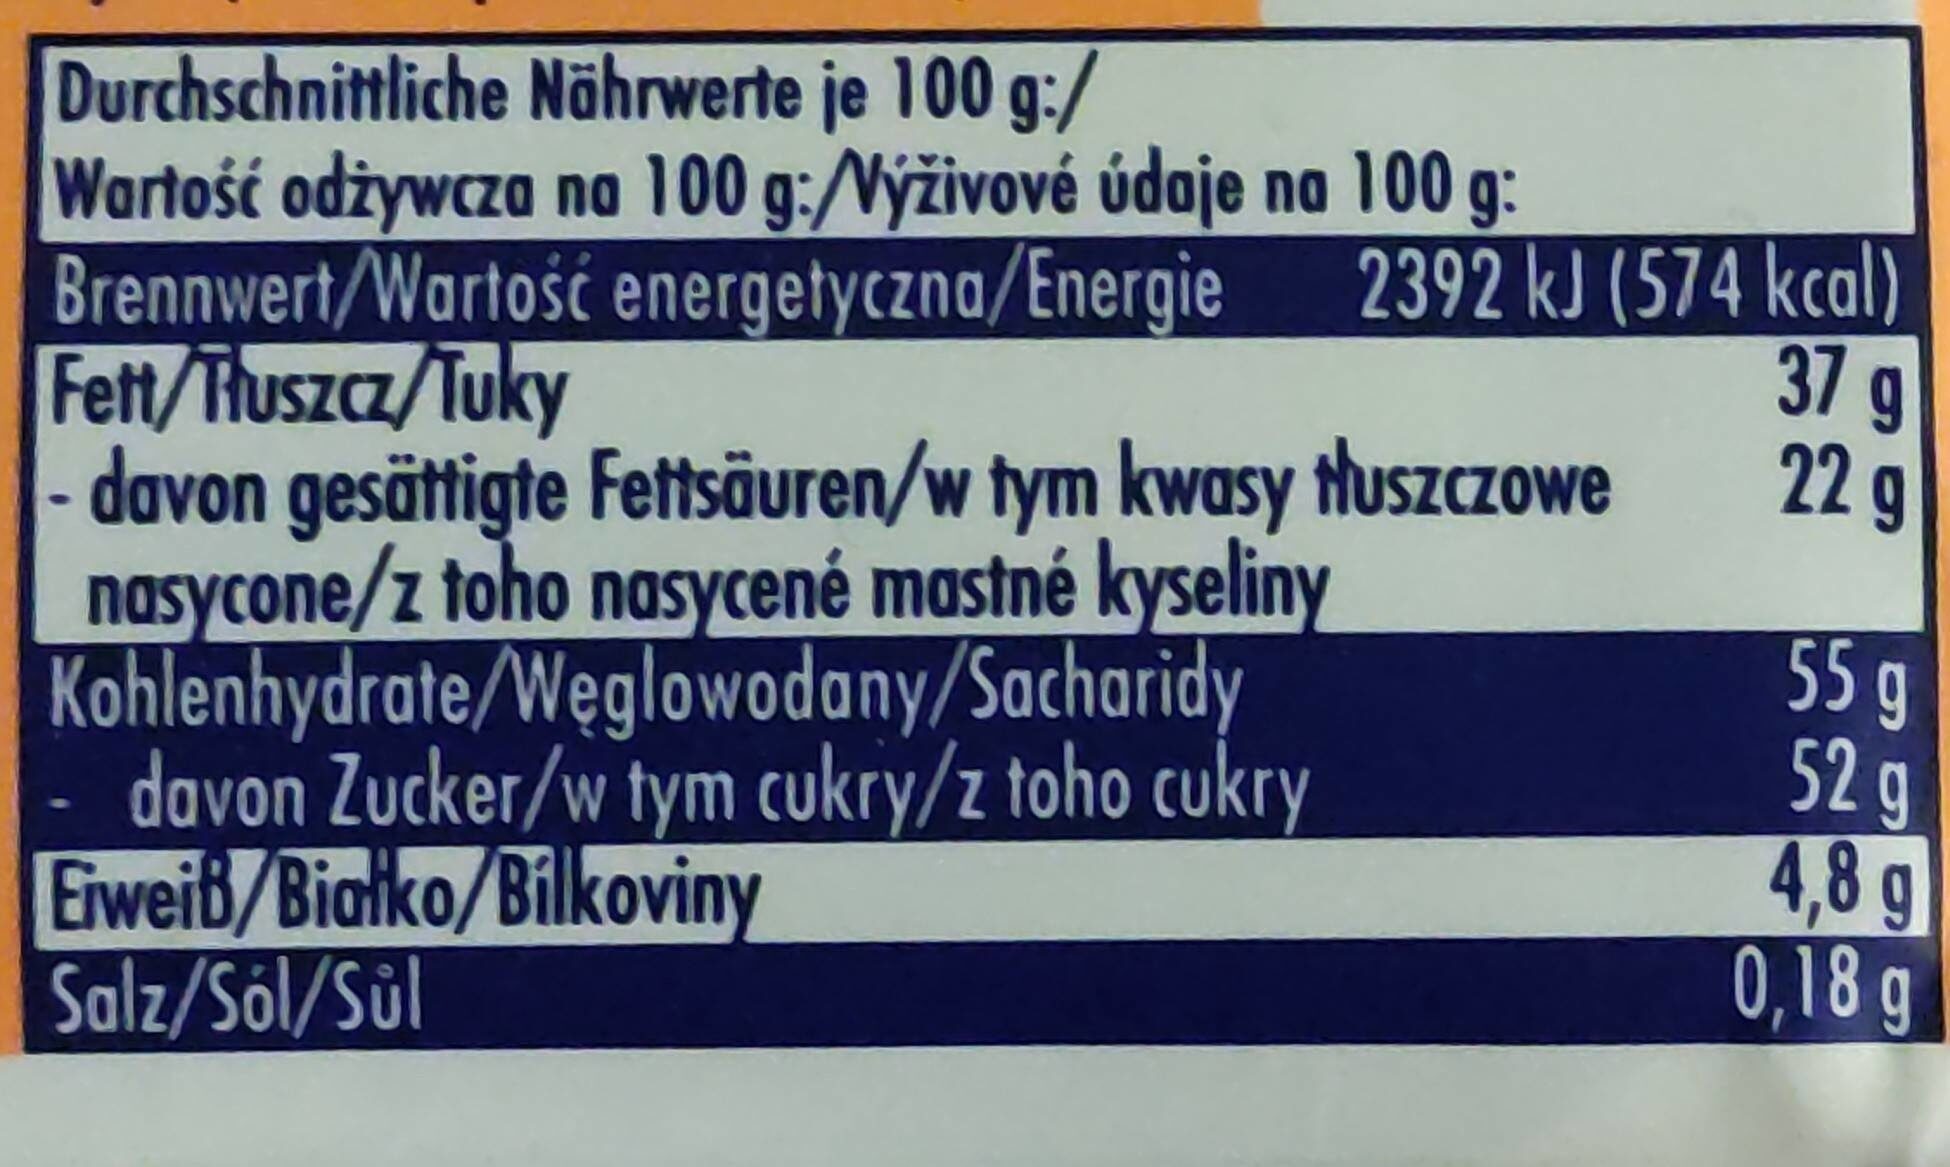 Durchschnittliche Nährwerte je 100 g:/
Wartość odżywcza na 100 g:/Výživové údaje na 100 g:
Brennwert/Wartość energetyczna/Energie 2392 kJ (574 kcal)
Fett/Tłuszcz/Tuky 37 g
- davon gesättigte Fettsäuren/w tym kwasy tłuszczowe 22 g
nasycone/z toho nasycené mastné kyseliny
Kohlenhydrate/Węglowodany/Sacharidy 55 g
- davon Zucker/w tym cukry/z toho cukry 52 g
Eiweiß/Białko/Bílkoviny 4,8 g
Salz/Sól/Sůl 0,18 g